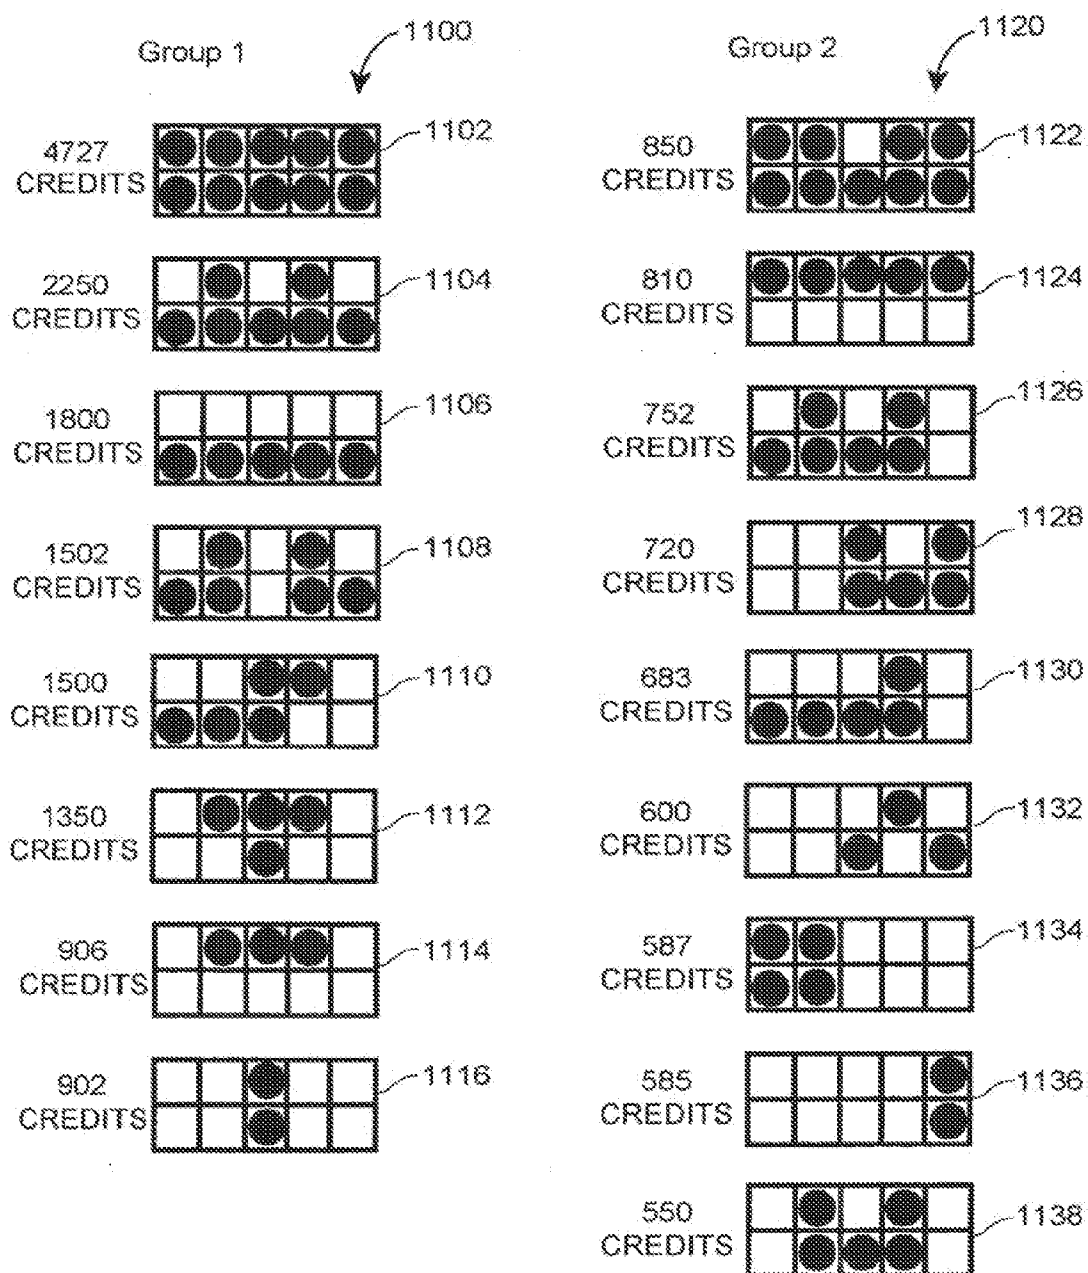 Group 1
1100
4727
CREDITS
1102
2250
CREDITS
1104
1800
CREDITS
1106
1502
CREDITS
1108
1500
CREDITS
1110
1350
CREDITS
1112
906
CREDITS
1114
902
CREDITS
1116
Group 2
1120
850
CREDITS
1122
810
CREDITS
1124
752
CREDITS
1126
720
CREDITS
1128
683
CREDITS
1130
600
CREDITS
1132
587
CREDITS
1134
585
CREDITS
1136
550
CREDITS
1138